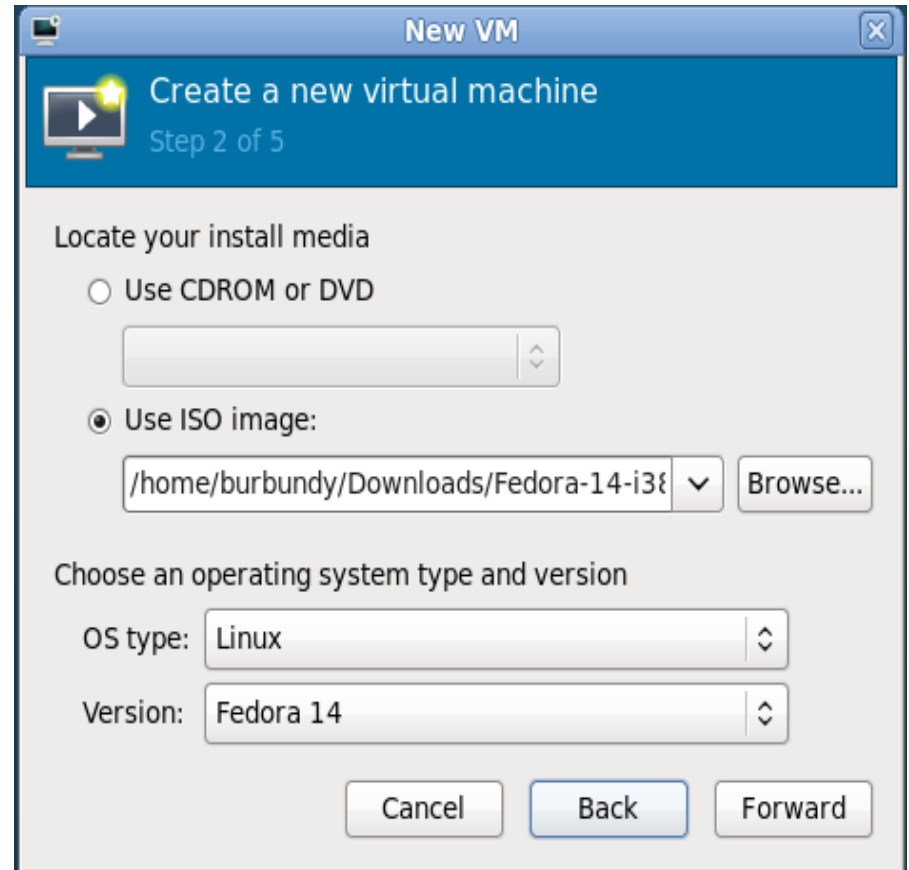 New VM
Create a new virtual machine
Step 2 of 5
Locate your install media
Use CDROM or DVD
Use ISO image:
/home/burbundy/Downloads/Fedora-14-i38 Browse...
Choose an operating system type and version
OS type: Linux
Version: Fedora 14
Cancel Back Forward